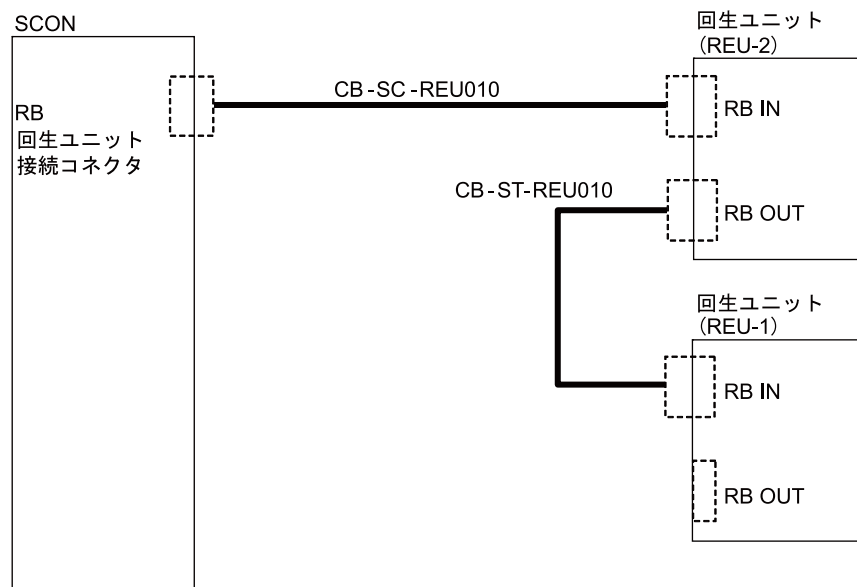 SCON
RB
回生ユニット
接続コネクタ
CB-SC-REU010
回生ユニット
(REU-2)
RB IN
CB-ST-REU010
RB OUT
回生ユニット
(REU-1)
RB IN
RB OUT